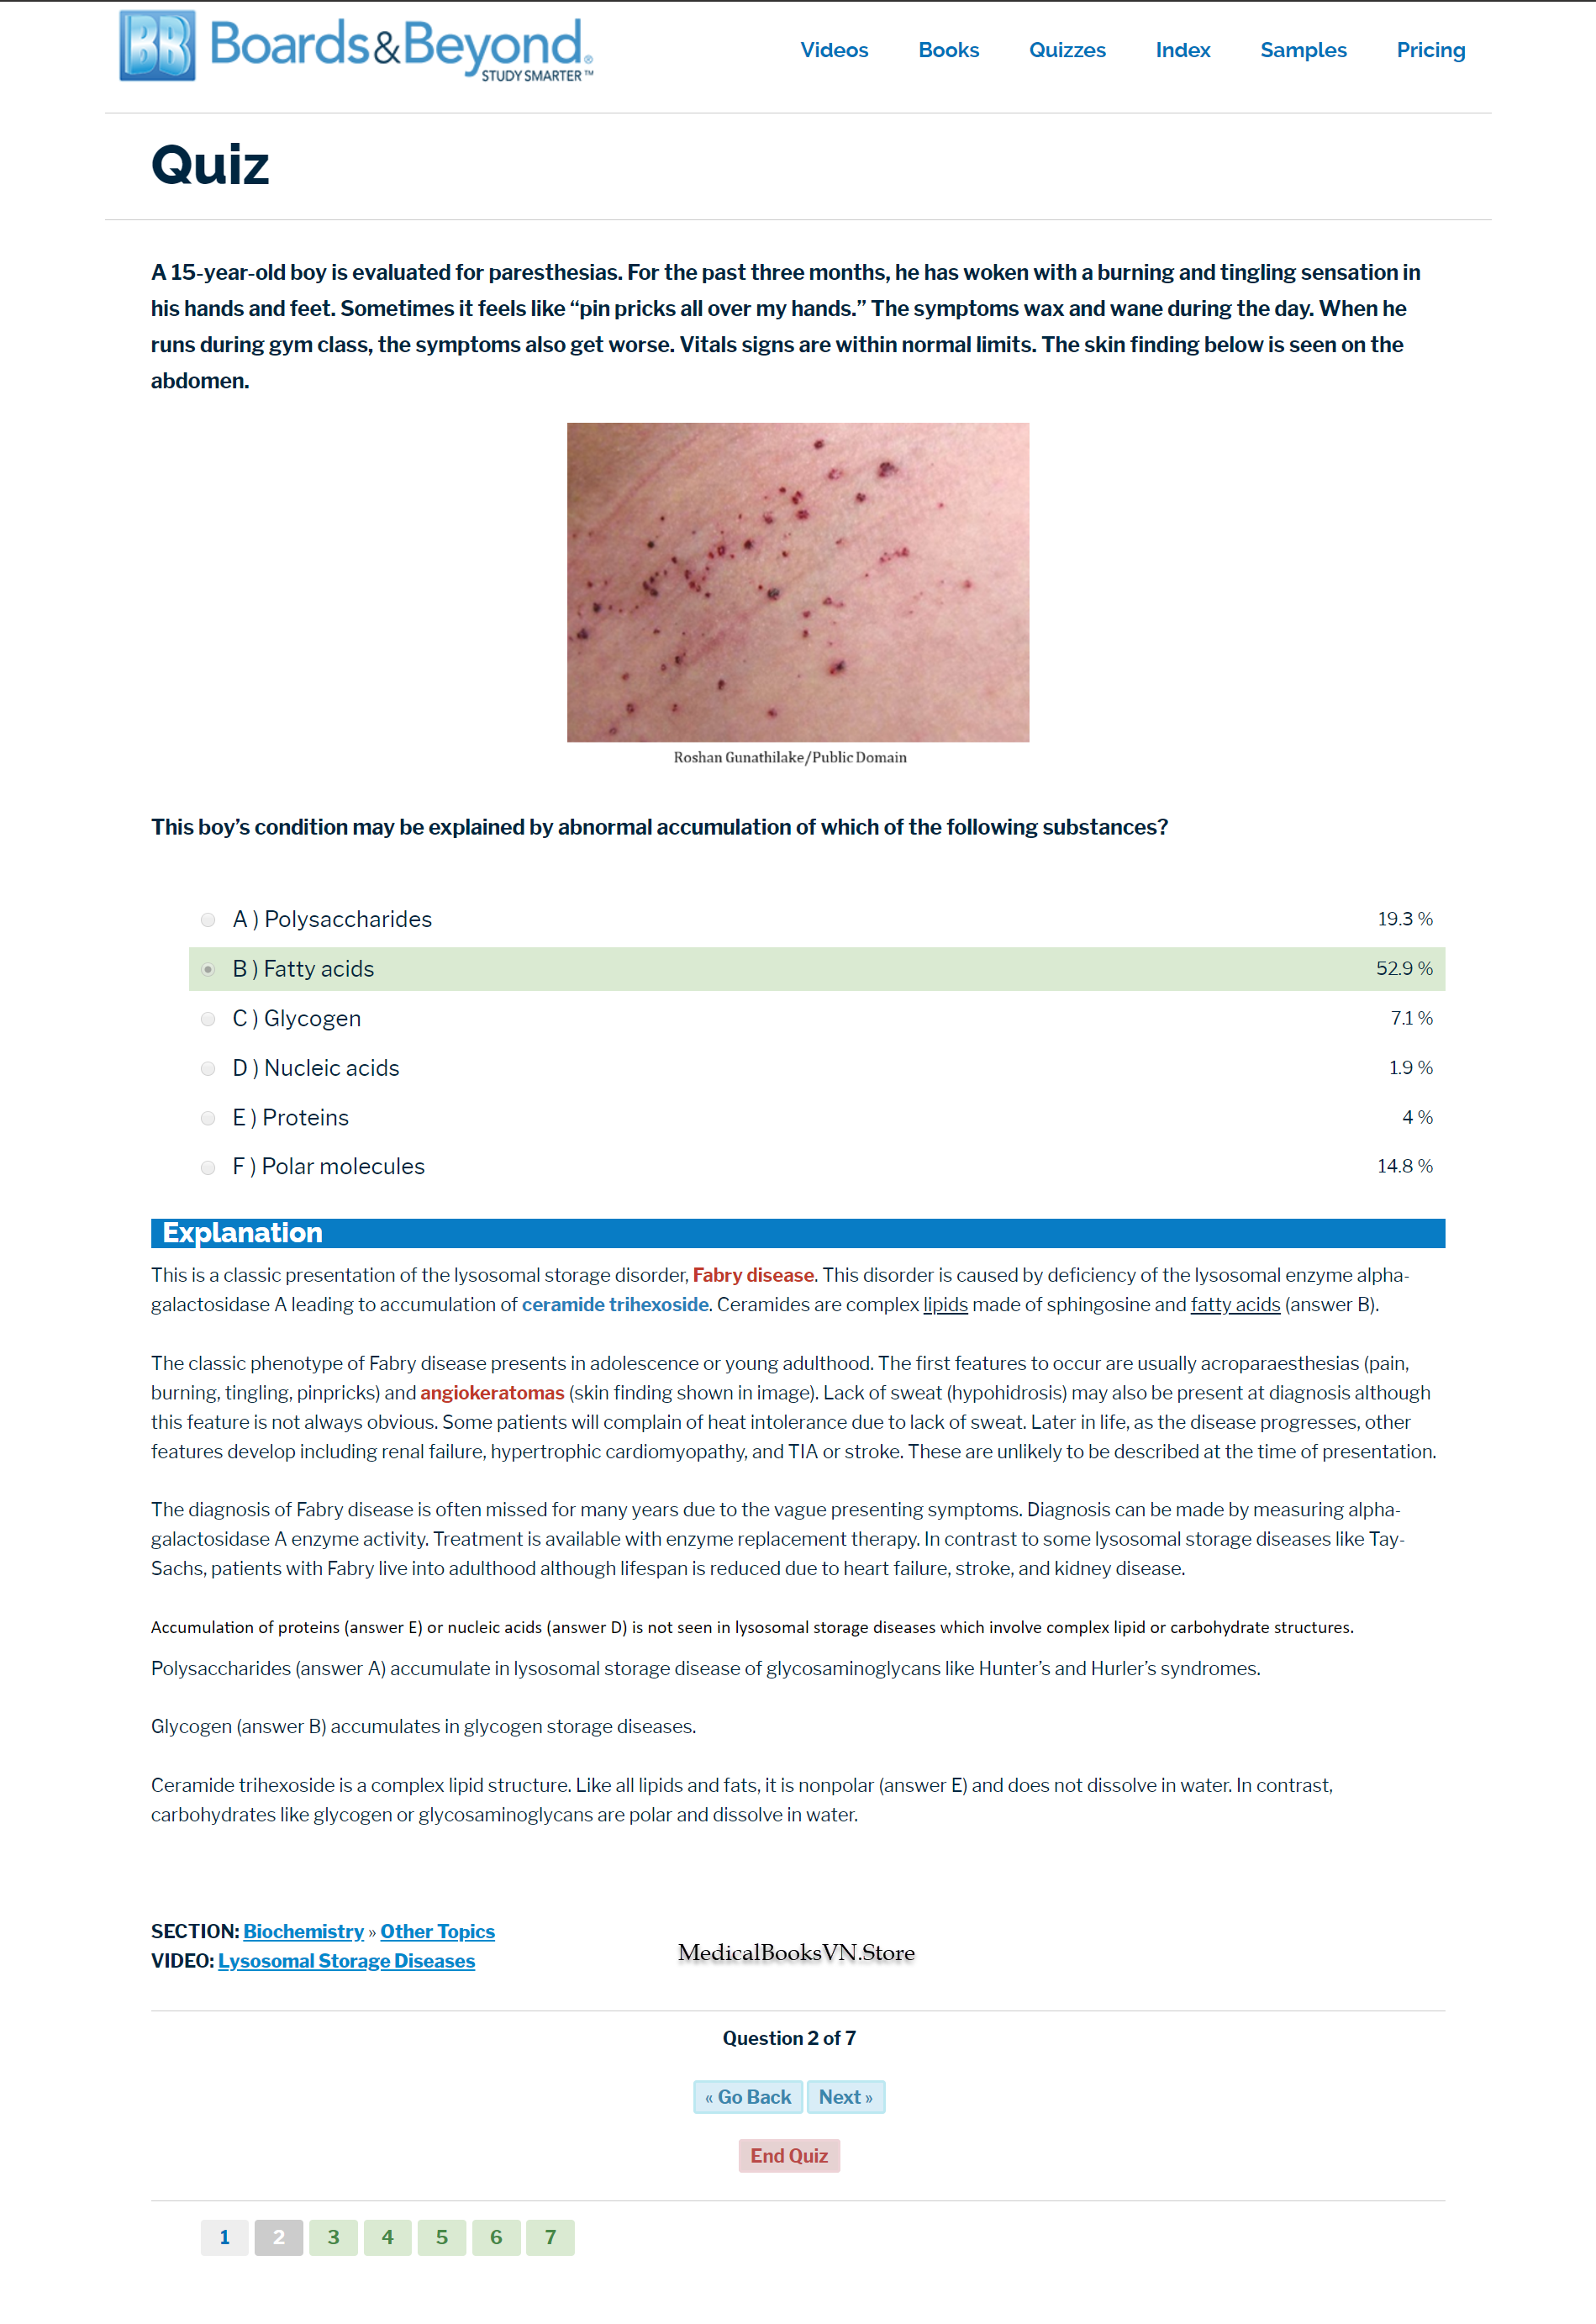 BB Boards&Beyond®
STUDY SMARTER™
Videos Books Quizzes Index Samples Pricing
Quiz
A 15-year-old boy is evaluated for paresthesias. For the past three months, he has woken with a burning and tingling sensation in
his hands and feet. Sometimes it feels like “pin pricks all over my hands.” The symptoms wax and wane during the day. When he
runs during gym class, the symptoms also get worse. Vitals signs are within normal limits. The skin finding below is seen on the
abdomen.
Roshan Gunathilake/Public Domain
This boy’s condition may be explained by abnormal accumulation of which of the following substances?
A ) Polysaccharides 19.3 %
B ) Fatty acids 52.9 %
C ) Glycogen 7.1 %
D ) Nucleic acids 1.9 %
E ) Proteins 4 %
F ) Polar molecules 14.8 %
Explanation
This is a classic presentation of the lysosomal storage disorder, Fabry disease. This disorder is caused by deficiency of the lysosomal enzyme alpha-
galactosidase A leading to accumulation of ceramide trihexoside. Ceramides are complex lipids made of sphingosine and fatty acids (answer B).
The classic phenotype of Fabry disease presents in adolescence or young adulthood. The first features to occur are usually acroparaesthesias (pain,
burning, tingling, pinpricks) and angiokeratomas (skin finding shown in image). Lack of sweat (hypohidrosis) may also be present at diagnosis although
this feature is not always obvious. Some patients will complain of heat intolerance due to lack of sweat. Later in life, as the disease progresses, other
features develop including renal failure, hypertrophic cardiomyopathy, and TIA or stroke. These are unlikely to be described at the time of presentation.
The diagnosis of Fabry disease is often missed for many years due to the vague presenting symptoms. Diagnosis can be made by measuring alpha-
galactosidase A enzyme activity. Treatment is available with enzyme replacement therapy. In contrast to some lysosomal storage diseases like Tay-
Sachs, patients with Fabry live into adulthood although lifespan is reduced due to heart failure, stroke, and kidney disease.
Accumulation of proteins (answer E) or nucleic acids (answer D) is not seen in lysosomal storage diseases which involve complex lipid or carbohydrate structures.
Polysaccharides (answer A) accumulate in lysosomal storage disease of glycosaminoglycans like Hunter’s and Hurler’s syndromes.
Glycogen (answer B) accumulates in glycogen storage diseases.
Ceramide trihexoside is a complex lipid structure. Like all lipids and fats, it is nonpolar (answer E) and does not dissolve in water. In contrast,
carbohydrates like glycogen or glycosaminoglycans are polar and dissolve in water.
SECTION: Biochemistry » Other Topics
VIDEO: Lysosomal Storage Diseases
MedicalBooksVN.Store
Question 2 of 7
« Go Back Next »
End Quiz
1 2 3 4 5 6 7